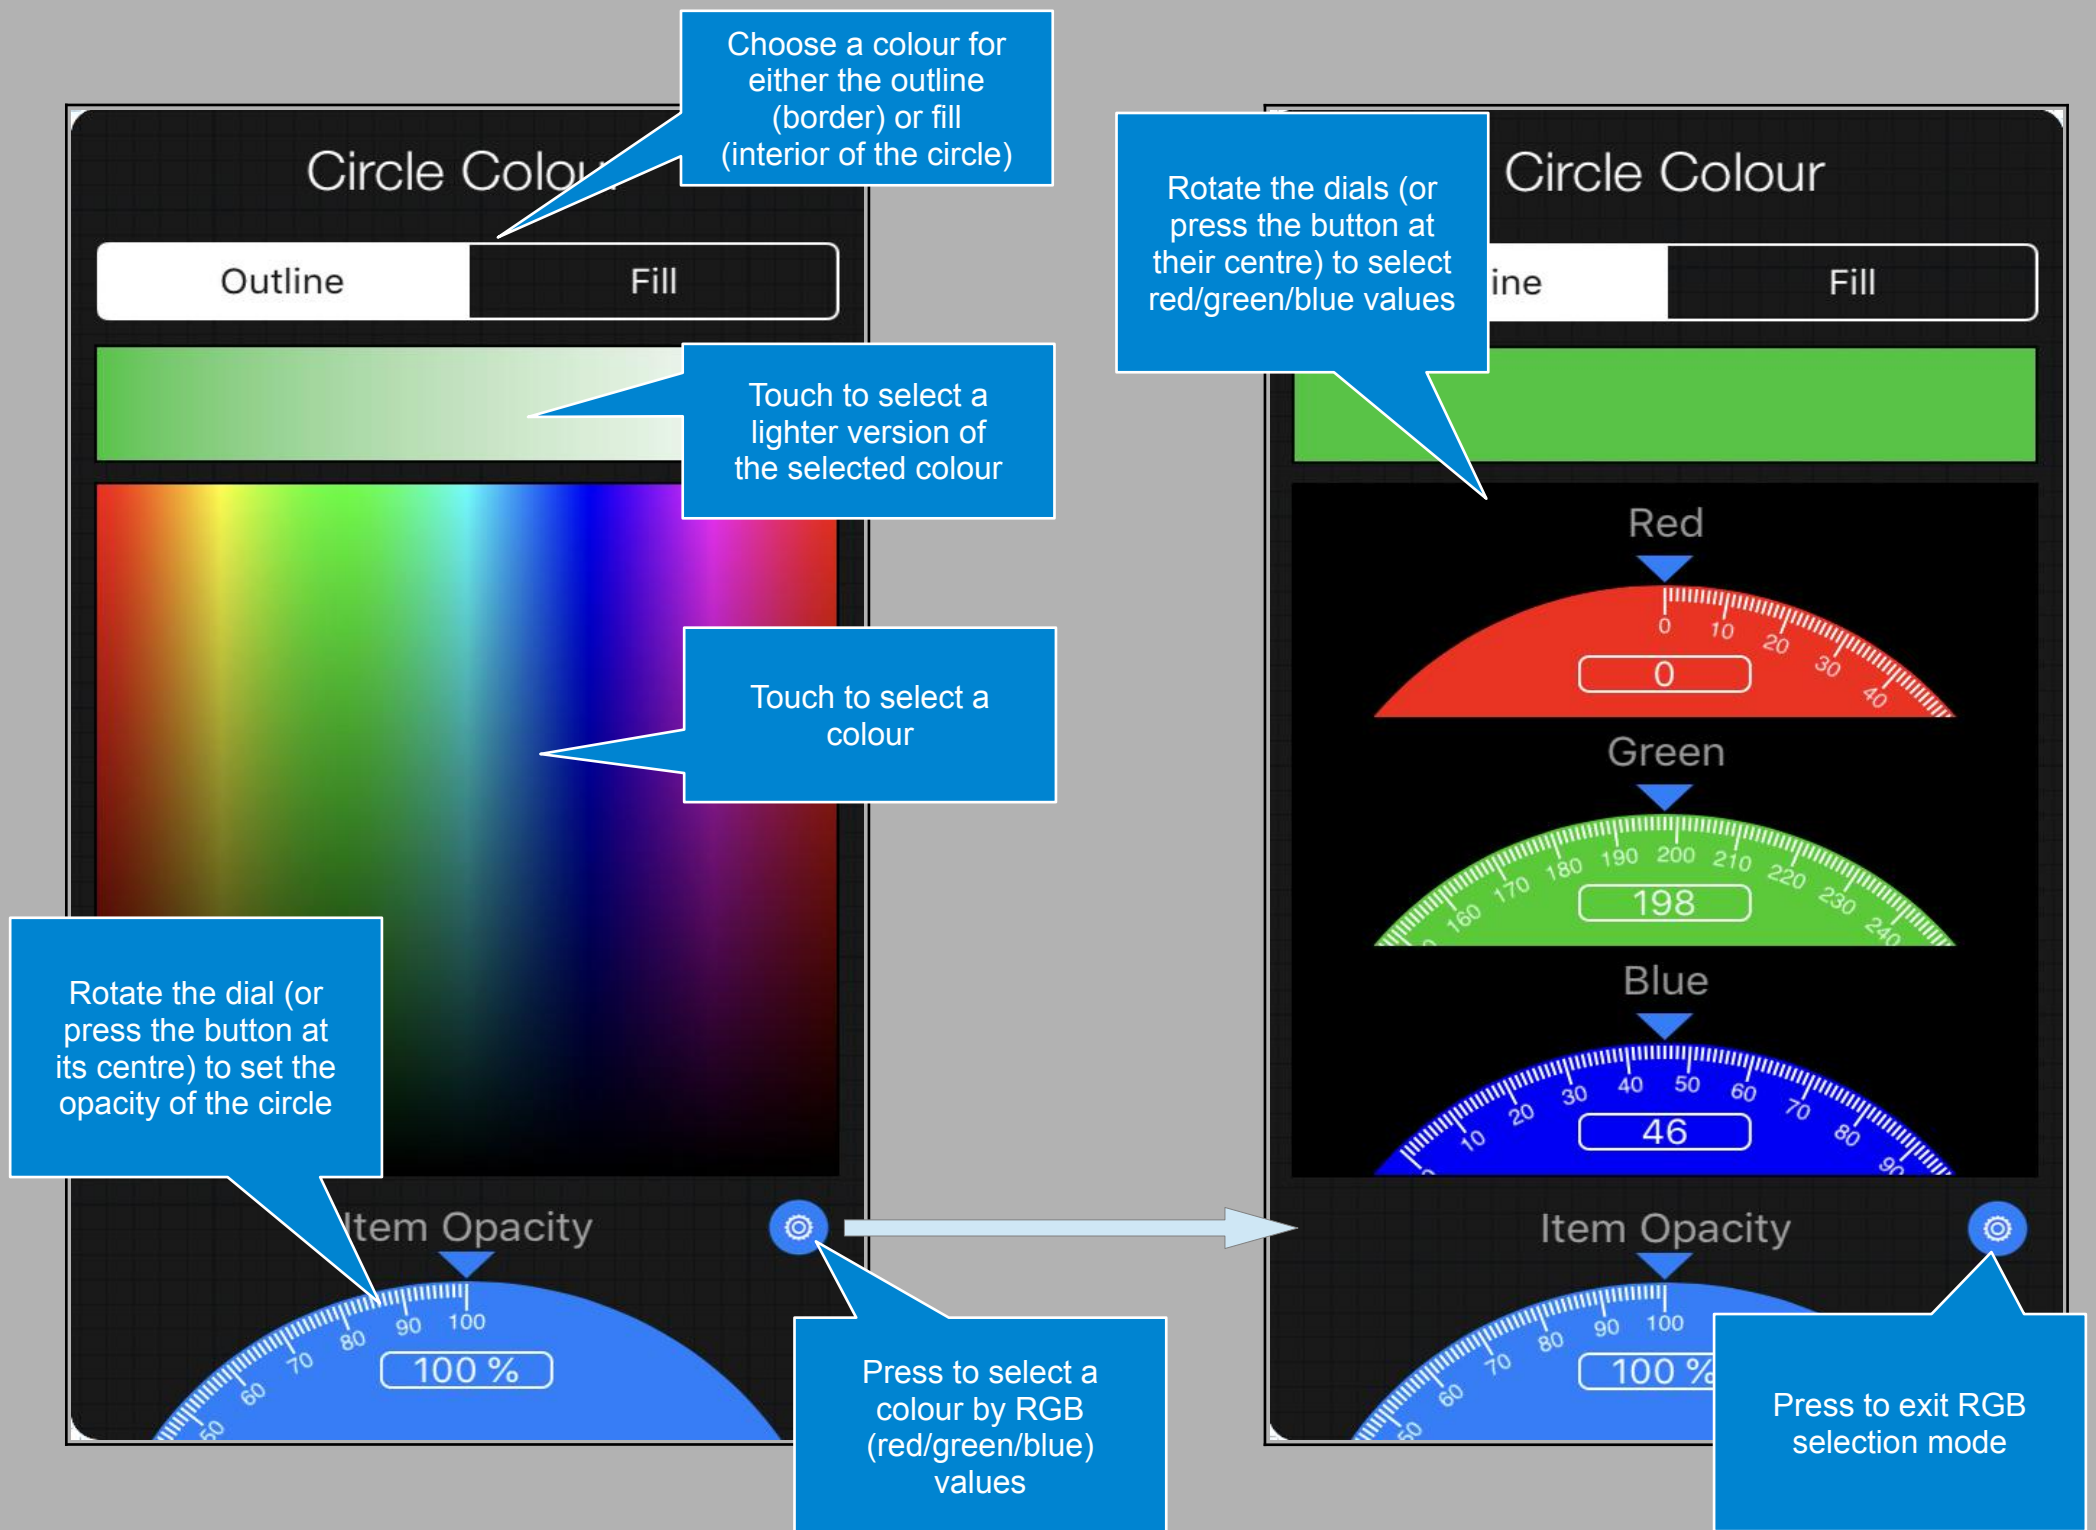 Choose a colour for
either the outline
(border) or fill
(interior of the circle)
Circle Colour
Outline
Fill
Touch to select a
lighter version of
the selected colour
Touch to select a
colour
Rotate the dial (or
press the button at
its centre) to set the
opacity of the circle
Item Opacity
50 60 70 80 90 100
100 %
Press to select a
colour by RGB
(red/green/blue)
values
Circle Colour
Rotate the dials (or
press the button at
their centre) to select
red/green/blue values
ine
Fill
Red
0 10 20 30 40
0
Green
160 170 180 190 200 210 220 230 240
198
Blue
10 20 30 40 50 60 70 80 90
46
Item Opacity
50 60 70 80 90 100
100 %
Press to exit RGB
selection mode